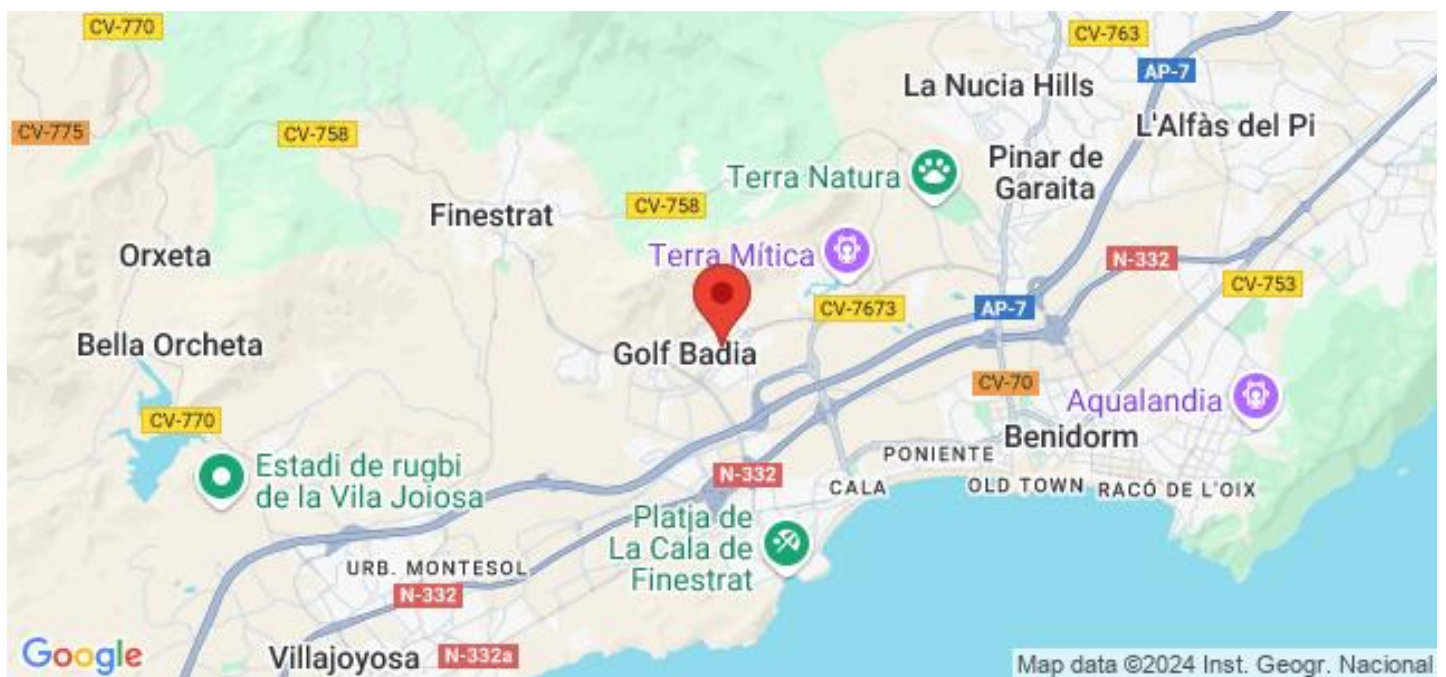 CV-770
CV-763
AP-7
La Nucia Hills
CV-775
CV-758
L'Alfàs del Pi
Terra Natura
Pinar de
Garaita
CV-758
Finestrat
Orxeta
Terra Mítica
N-332
CV-753
CV-7673
AP-7
Bella Orcheta
Golf Badia
CV-70
Aqualandia
CV-770
Benidorm
PONIENTE
Estadi de rugbi
de la Vila Joiosa
N-332
CALA
OLD TOWN
RACÓ DE L'OIX
Platja de
La Cala de
Finestrat
URB. MONTESOL
N-332
Google
Villajoyosa
N-332a
Map data ©2024 Inst. Geogr. Nacional